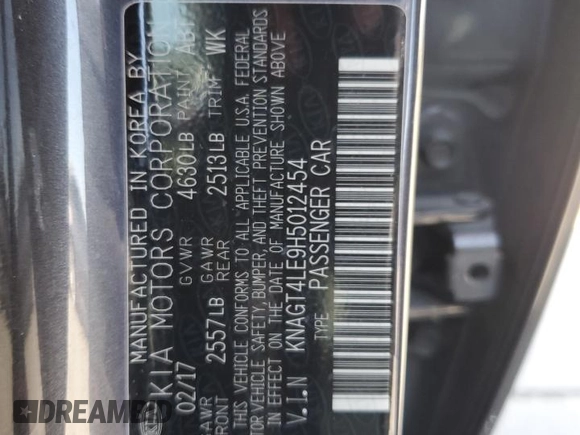 MANUFACTURED IN KOREA BY
KIA MOTORS CORPORATION
02/17 GVWR 4630LB PAINT
GAWR FRONT 2557LB GAWR REAR 2513LB TRIM WK
THIS VEHICLE CONFORMS TO ALL APPLICABLE U.S.A. FEDERAL
MOTOR VEHICLE SAFETY, BUMPER, AND THEFT PREVENTION STANDARDS
IN EFFECT ON THE DATE OF MANUFACTURE SHOWN ABOVE
V.I.N KNAGT4LE9H5012454
TYPE PASSENGER CAR
DREAMBID